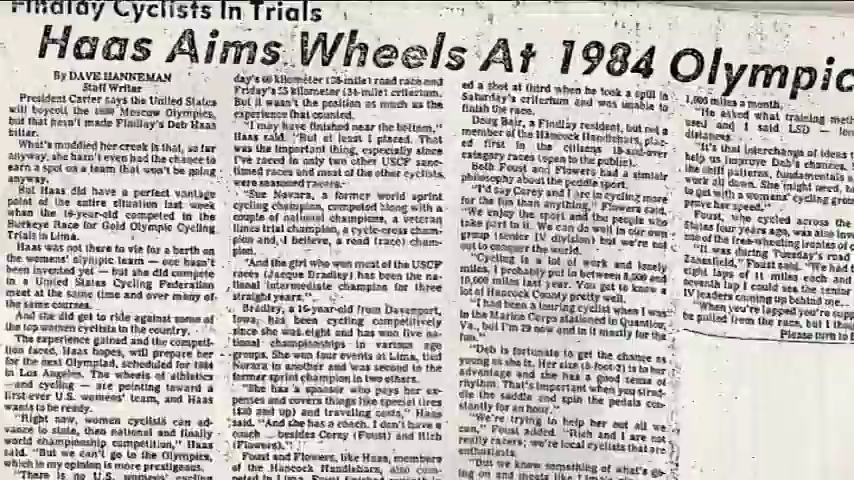 Findlay Cyclists In Trials
Haas Aims Wheels At 1984 Olympic
By DAVE HANNEMAN
Staff Writer
President Carter says the United States
will boycott the 1980 Moscow Olympics,
but that hasn't made Findlay's Deb Haas
bitter.
What's muddied her creek is that, so far
anyway, she hasn't even had the chance to
earn a spot on a team that won't be going
anyway.
But Haas did have a perfect vantage
point of the entire situation last week
when the 16-year-old competed in the
Buckeye Race for Gold Olympic Cycling
Trials in Lima.
Haas was not there to vie for a berth on
the womens' olympic team — one hasn't
been invented yet — but she did compete
in a United States Cycling Federation
meet at the same time and over many of
the same courses.
And she did get to ride against some of
the top women cyclists in the country.
The experience gained and the competi-
tion faced, Haas hopes, will prepare her
for the next Olympiad, scheduled for 1984
in Los Angeles. The wheels of athletics
— and cycling — are pointing toward a
first-ever U.S. womens' team, and Haas
wants to be ready.
"Right now, women cyclists can ad-
vance to state, then national and finally
world championship competition," Haas
said. "But we can't go to the Olympics,
which in my opinion is more prestigious.
"There is no U.S. women's cycling
day's 60 kilometer (38-mile) road race and
Friday's 55 kilometer (34-mile) criterium.
But it wasn't the position as much as the
experience that counted.
"I may have finished near the bottom,"
Haas said. "But at least I placed. That
was the important thing, especially since
I've raced in only two other USCF sanc-
tioned races and most of the other cyclists
were seasoned racers.
"Sue Novara, a former world sprint
cycling champion, competed along with a
couple of national champions, a veteran
times trial champion, a cycle-cross cham-
pion and, I believe, a road (race) cham-
pion.
"And the girl who won most of the USCF
races (Jacque Bradley) has been the na-
tional intermediate champion for three
straight years."
Bradley, a 16-year-old from Davenport,
Iowa, has been cycling competitively
since she was eight and has won five na-
tional championships in various age
groups. She won four events at Lima, tied
Novara in another and was second to the
former sprint champion in two others.
"She has a sponsor who pays her ex-
penses and covers things like special tires
($30 and up) and traveling costs," Haas
said. "And she has a coach. I don't have a
coach ... besides Corey (Foust) and Rich
(Flowers)."
Foust and Flowers, like Haas, members
of the Hancock Handlebars, also com-
peted in Lima. Foust finished
ed a shot at third when he took a spill in
Saturday's criterium and was unable to
finish the race.
Doug Bair, a Findlay resident, but not a
member of the Hancock Handlebars, plac-
ed first in the citizens 18-and-over
category races (open to the public).
Both Foust and Flowers had a similar
philosophy about the peddle sport.
"I'd say Corey and I are in cycling more
for the fun than anything," Flowers said.
"We enjoy the sport and the people who
take part in it. We can do well in our own
group (senior IV division) but we're not
out to conquer the world.
"Cycling is a lot of work and lonely
miles. I probably put in between 8,000 and
10,000 miles last year. You get to know a
lot of Hancock County pretty well.
"I had been a touring cyclist when I was
in the Marine Corps stationed in Quantico,
Va., but I'm 29 now and in it mostly for the
fun.
"Deb is fortunate to get the chance as
young as she is. Her size (5-foot-2) is to her
advantage and she has a good sense of
rhythm. That's important when you strad-
dle the saddle and spin the pedals con-
stantly for an hour."
"We're trying to help her out all we
can," Foust added. "Rich and I are not
really racers; we're local cyclists that are
enthusiasts.
"But we know something of what's go-
ing on and meets like Lima's
1,000 miles a month,
"He asked what training meth
used and I said LSD —
distances.
"It's that interchange of ideas t
help us improve Deb's chances.
the shift patterns, fundamentals
work all down. She might need,
to get in a women's cycling gro
prove her speed."
Foust, who cycled across the
States four years ago, was also
one of the free-wheeling ironies of
"It was during Tuesday's road
Zanesfield," Foust said. "We had t
eight laps of miles each and
seventh lap I could see the senior
IV leaders coming up behind me.
"When you're lapped you're sup
be pulled from the race, but I tho
Please turn to